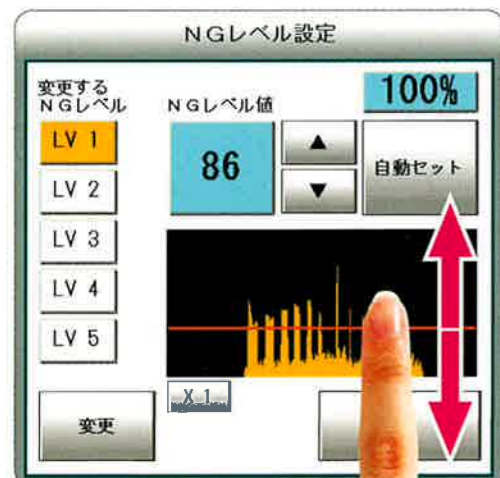 NGレベル設定
変更する
NGレベル
NGレベル値
100%
LV 1
86
▲
▼
自動セット
LV 2
LV 3
LV 4
LV 5
X 1
変更